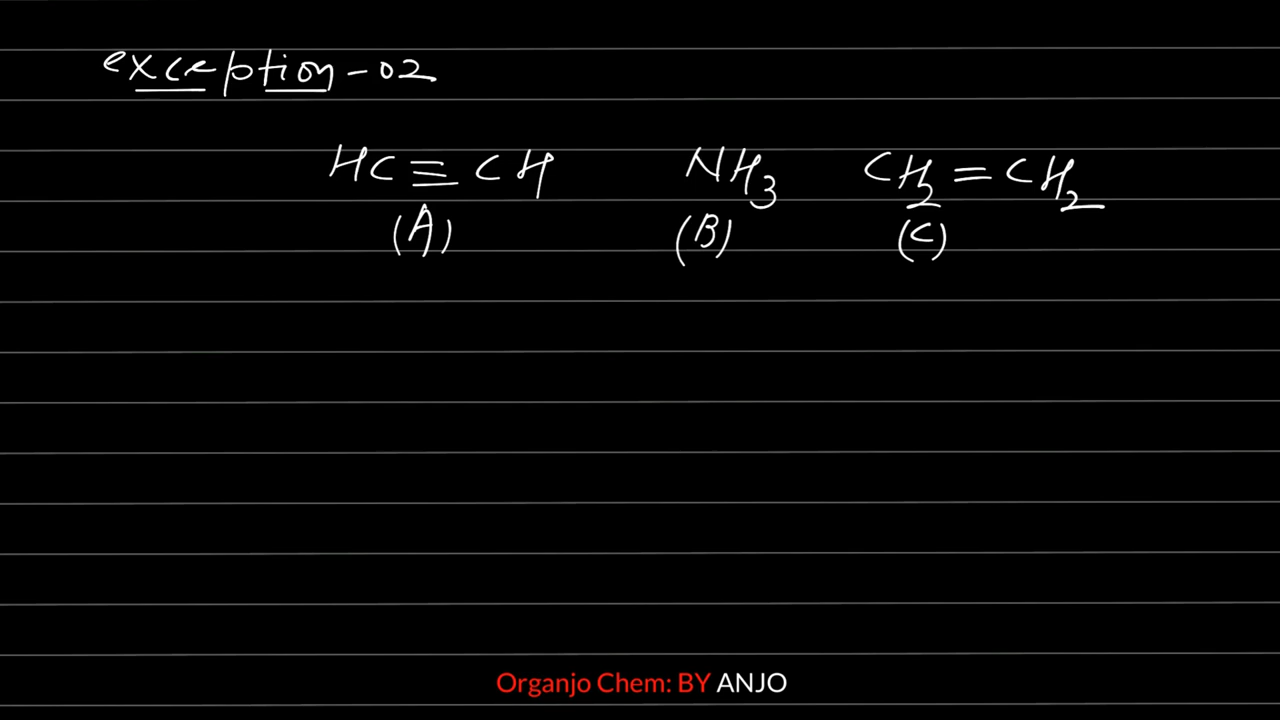 exception-02
HC≡CH NH₃ CH₂=CH₂
(A) (B) (C)
Organjo Chem: BY ANJO